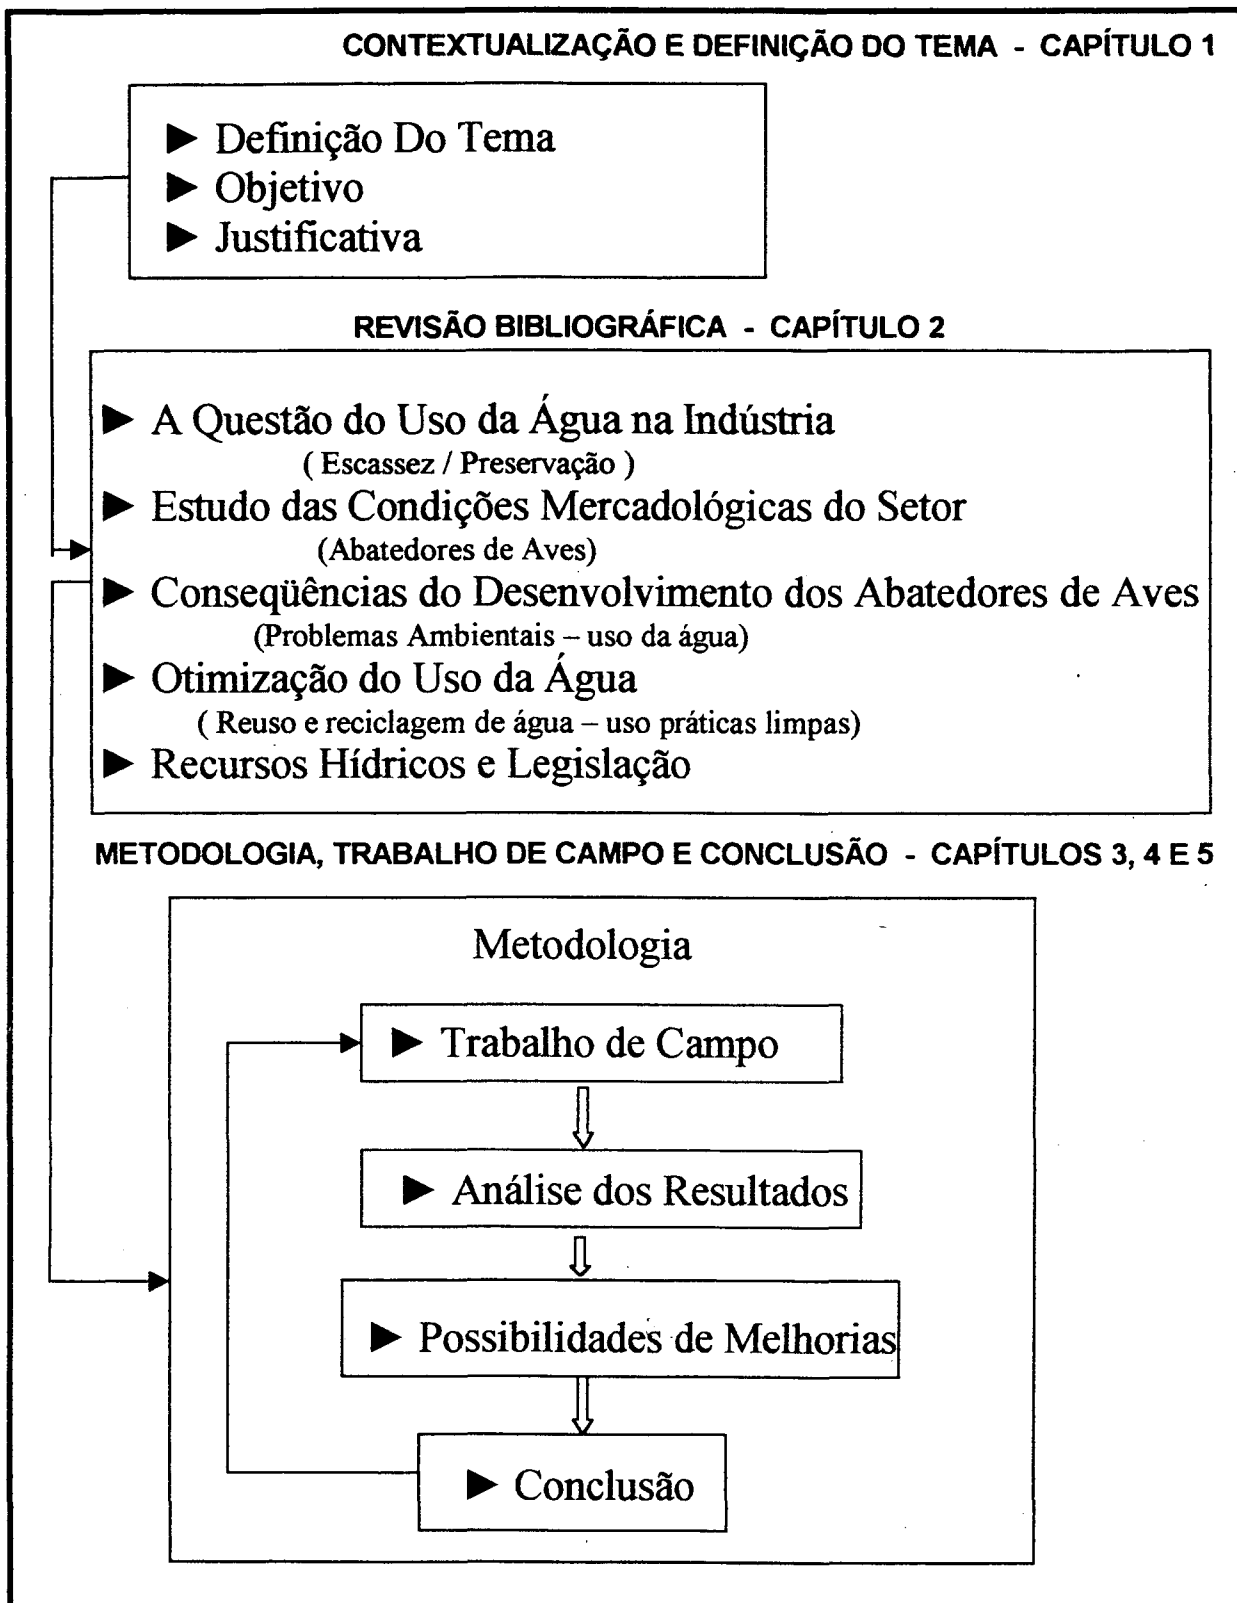 CONTEXTUALIZAÇÃO E DEFINIÇÃO DO TEMA - CAPÍTULO 1
► Definição Do Tema
► Objetivo
► Justificativa
REVISÃO BIBLIOGRÁFICA - CAPÍTULO 2
► A Questão do Uso da Água na Indústria
( Escassez / Preservação )
► Estudo das Condições Mercadológicas do Setor
(Abatedores de Aves)
► Conseqüências do Desenvolvimento dos Abatedores de Aves
(Problemas Ambientais – uso da água)
► Otimização do Uso da Água
( Reuso e reciclagem de água – uso práticas limpas)
► Recursos Hídricos e Legislação
METODOLOGIA, TRABALHO DE CAMPO E CONCLUSÃO - CAPÍTULOS 3, 4 E 5
Metodologia
► Trabalho de Campo
► Análise dos Resultados
► Possibilidades de Melhorias
► Conclusão